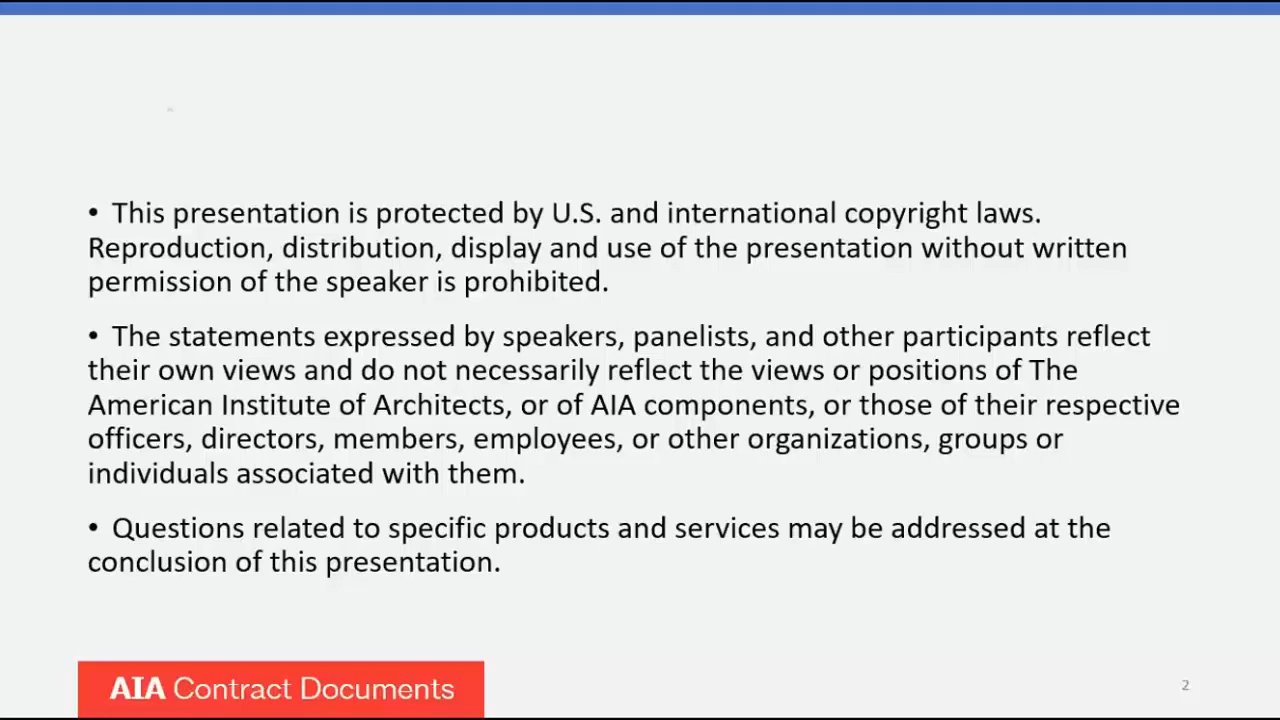 • This presentation is protected by U.S. and international copyright laws.
Reproduction, distribution, display and use of the presentation without written
permission of the speaker is prohibited.
• The statements expressed by speakers, panelists, and other participants reflect
their own views and do not necessarily reflect the views or positions of The
American Institute of Architects, or of AIA components, or those of their respective
officers, directors, members, employees, or other organizations, groups or
individuals associated with them.
• Questions related to specific products and services may be addressed at the
conclusion of this presentation.
AIA Contract Documents
2